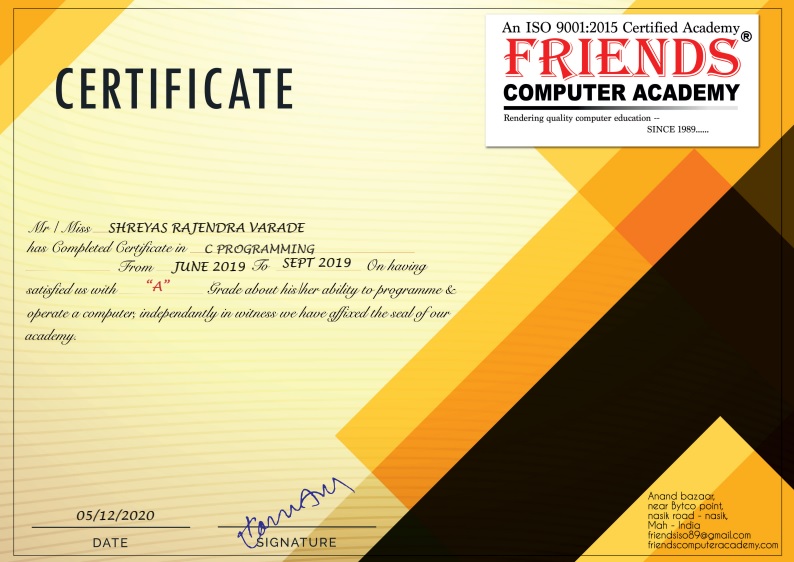 An ISO 9001:2015 Certified Academy
FRIENDS®
COMPUTER ACADEMY
Rendering quality computer education --
SINCE 1989......
CERTIFICATE
Mr / Miss SHREYAS RAJENDRA VARADE
has Completed Certificate in C PROGRAMMING
From JUNE 2019 To SEPT 2019 On having
satisfied us with "A" Grade about his\her ability to programme &
operate a computer, independantly in witness we have affixed the seal of our
academy.
05/12/2020
DATE
SIGNATURE
Anand bazaar,
near Bytco point,
nasik road - nasik,
Mah - India
friendsiso89@gmail.com
friendscomputeracademy.com